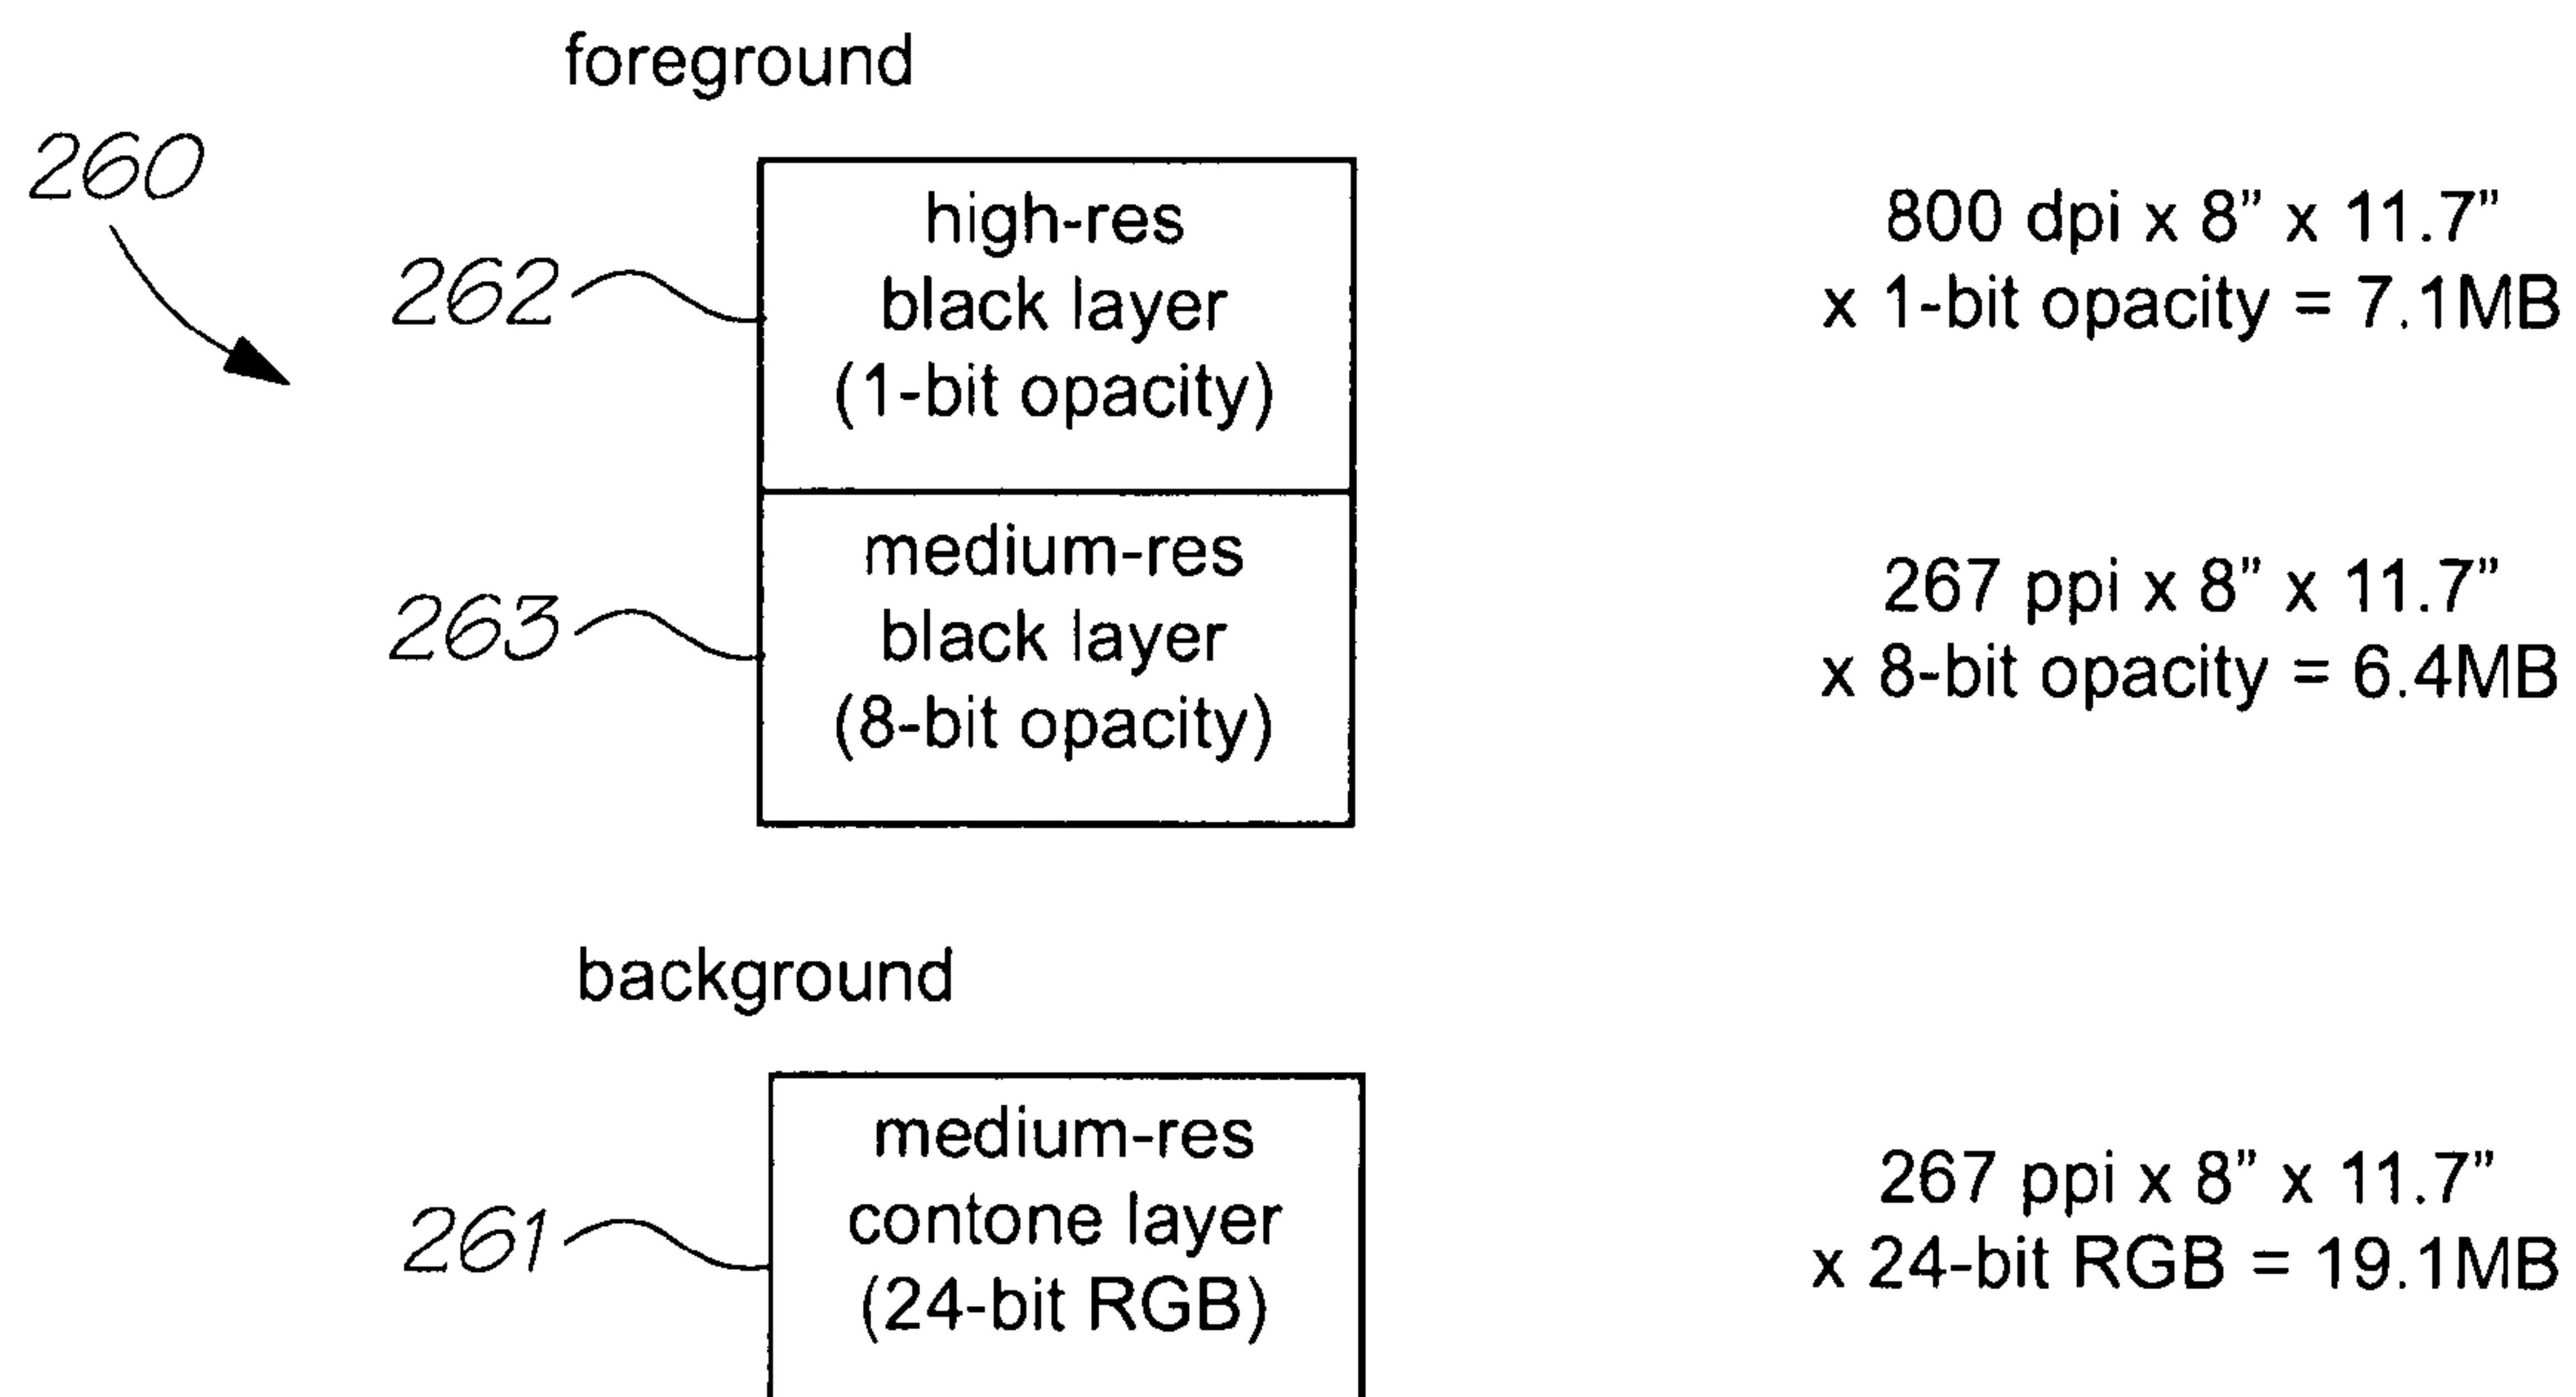 foreground
260
262
high-res
black layer
(1-bit opacity)
800 dpi x 8” x 11.7”
x 1-bit opacity = 7.1MB
263
medium-res
black layer
(8-bit opacity)
267 ppi x 8” x 11.7”
x 8-bit opacity = 6.4MB
background
261
medium-res
contone layer
(24-bit RGB)
267 ppi x 8” x 11.7”
x 24-bit RGB = 19.1MB